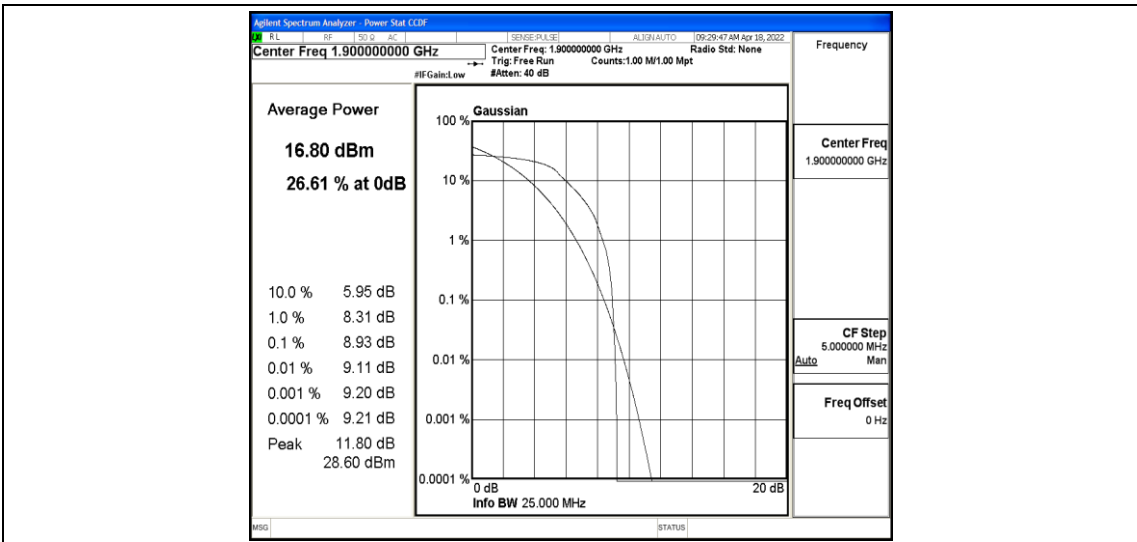 Agilent Spectrum Analyzer - Power Stat CCDF
LXI RL RF 50 Ω AC SENSE:PULSE ALIGN AUTO 09:29:47 AM Apr 18, 2022
Center Freq 1.900000000 GHz
Center Freq: 1.900000000 GHz Radio Std: None
Trig: Free Run Counts:1.00 M/1.00 Mpt
#IFGain:Low #Atten: 40 dB
Frequency
Average Power
16.80 dBm
26.61 % at 0dB
10.0 % 5.95 dB
1.0 % 8.31 dB
0.1 % 8.93 dB
0.01 % 9.11 dB
0.001 % 9.20 dB
0.0001 % 9.21 dB
Peak 11.80 dB
28.60 dBm
Gaussian
100 %
10 %
1 %
0.1 %
0.01 %
0.001 %
0.0001 %
0 dB 20 dB
Info BW 25.000 MHz
Center Freq
1.900000000 GHz
CF Step
5.000000 MHz
Auto Man
Freq Offset
0 Hz
MSG STATUS